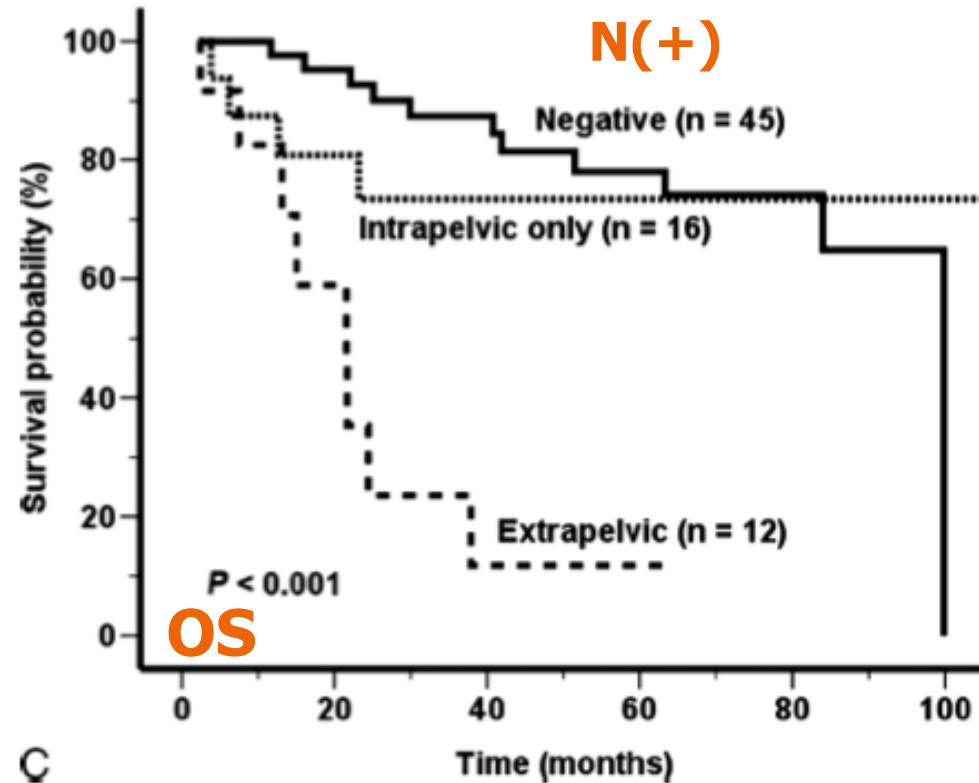 N(+)
100
80
60
40
20
0
Survival probability (%)
Negative (n = 45)
Intrapelvic only (n = 16)
Extrapelvic (n = 12)
P < 0.001
OS
0 20 40 60 80 100
Time (months)
C